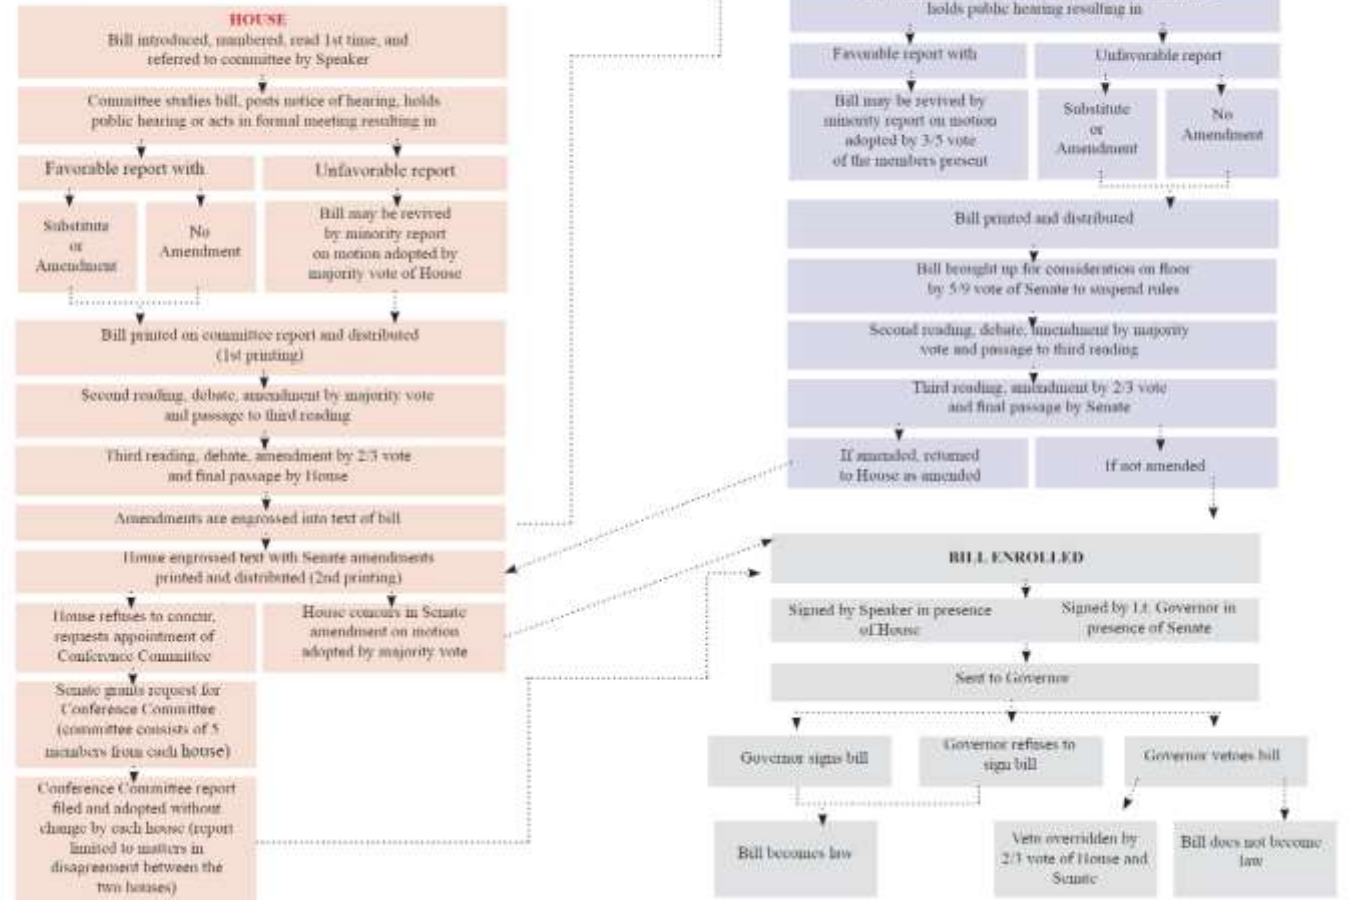 HOUSE
Bill introduced, numbered, read 1st time, and
referred to committee by Speaker
Committee studies bill, posts notice of hearing, holds
public hearing or acts in formal meeting resulting in
Favorable report with
Unfavorable report
Substitute
or
Amendment
No
Amendment
Bill may be revived
by minority report
on motion adopted by
majority vote of House
Bill printed on committee report and distributed
(1st printing)
Second reading, debate, amendment by majority vote
and passage to third reading
Third reading, debate, amendment by 2/3 vote
and final passage by House
Amendments are engrossed into text of bill
House engrossed text with Senate amendments
printed and distributed (2nd printing)
House refuses to concur,
requests appointment of
Conference Committee
House concurs in Senate
amendment on motion
adopted by majority vote
Senate grants request for
Conference Committee
(committee consists of 5
members from each house)
Conference Committee report
filed and adopted without
change by each house (report
limited to matters in
disagreement between the
two houses)
holds public hearing resulting in
Favorable report with
Unfavorable report
Bill may be revived by
minority report on motion
adopted by 3/5 vote
of the members present
Substitute
or
Amendment
No
Amendment
Bill printed and distributed
Bill brought up for consideration on floor
by 5/9 vote of Senate to suspend rules
Second reading, debate, amendment by majority
vote and passage to third reading
Third reading, amendment by 2/3 vote
and final passage by Senate
If amended, returned
to House as amended
If not amended
BILL ENROLLED
Signed by Speaker in presence
of House
Signed by Lt. Governor in
presence of Senate
Sent to Governor
Governor signs bill
Governor refuses to
sign bill
Governor vetoes bill
Bill becomes law
Veto overridden by
2/3 vote of House and
Senate
Bill does not become
law